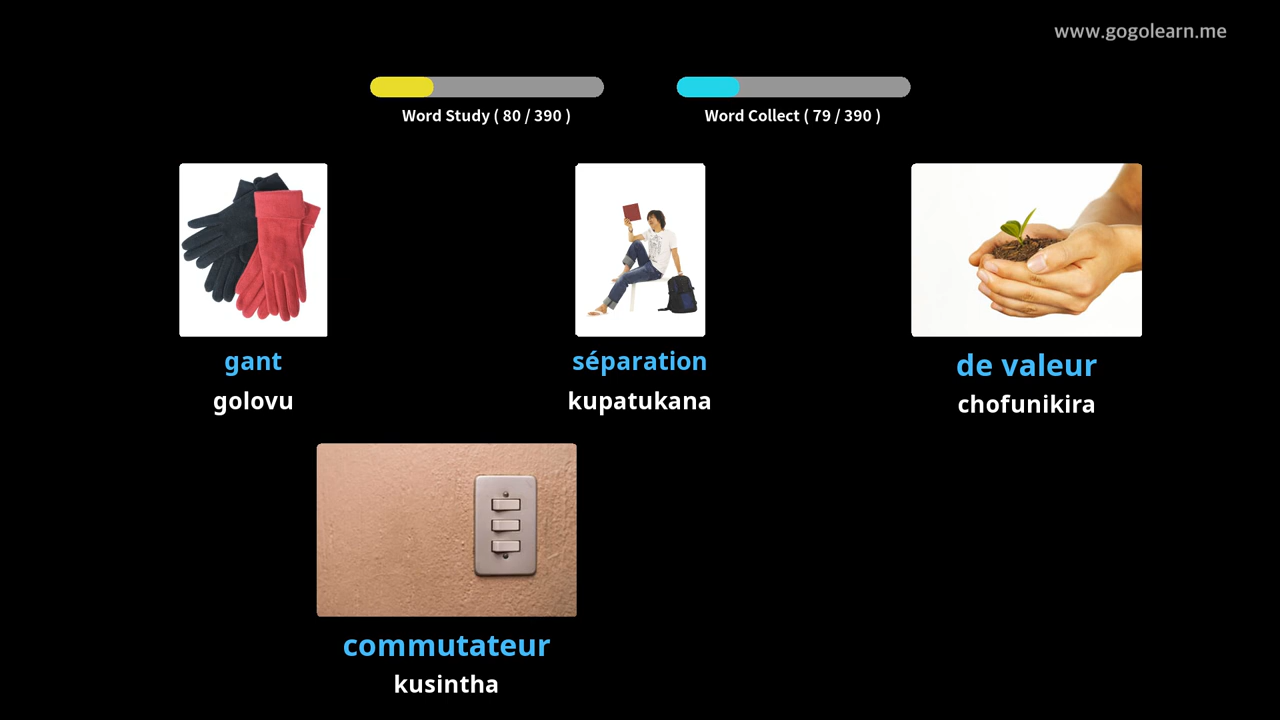 www.gogolearn.me
Word Study ( 80 / 390 )
Word Collect ( 79 / 390 )
gant
golovu
séparation
kupatukana
de valeur
chofunikira
commutateur
kusintha